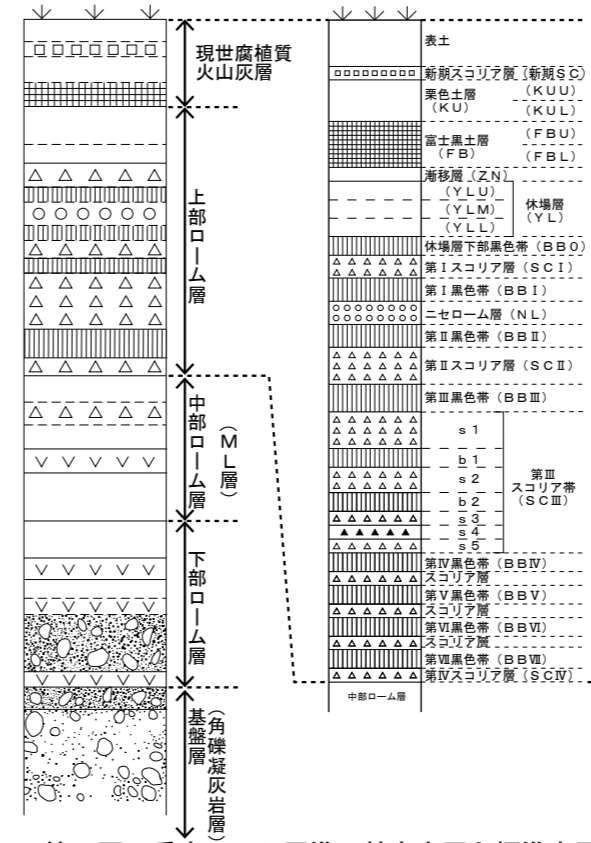 現世腐植質
火山灰層
上部ローム層
中部ローム層
（ＭＬ層）
下部ローム層
基盤層
（角礫凝灰岩層）
表土
新期スコリア層（新期ＳＣ）
栗色土層
（ＫＵ）
（ＫＵＵ）
（ＫＵＬ）
富士黒土層
（ＦＢ）
（ＦＢＵ）
（ＦＢＬ）
漸移層（ＺＮ）
（ＹＬＵ）
（ＹＬＭ）
（ＹＬＬ）
休場層
（ＹＬ）
休場層下部黒色帯（ＢＢ０）
第Ⅰスコリア層（ＳＣⅠ）
第Ⅰ黒色帯（ＢＢⅠ）
ニセローム層（ＮＬ）
第Ⅱ黒色帯（ＢＢⅡ）
第Ⅱスコリア層（ＳＣⅡ）
第Ⅲ黒色帯（ＢＢⅢ）
ｓ１
ｂ１
ｓ２
ｂ２
ｓ３
ｓ４
ｓ５
第Ⅲ
スコリア帯
（ＳＣⅢ）
第Ⅳ黒色帯（ＢＢⅣ）
スコリア層
第Ⅴ黒色帯（ＢＢⅤ）
スコリア層
第Ⅵ黒色帯（ＢＢⅥ）
スコリア層
第Ⅶ黒色帯（ＢＢⅦ）
第Ⅳスコリア層（ＳＣⅣ）
中部ローム層